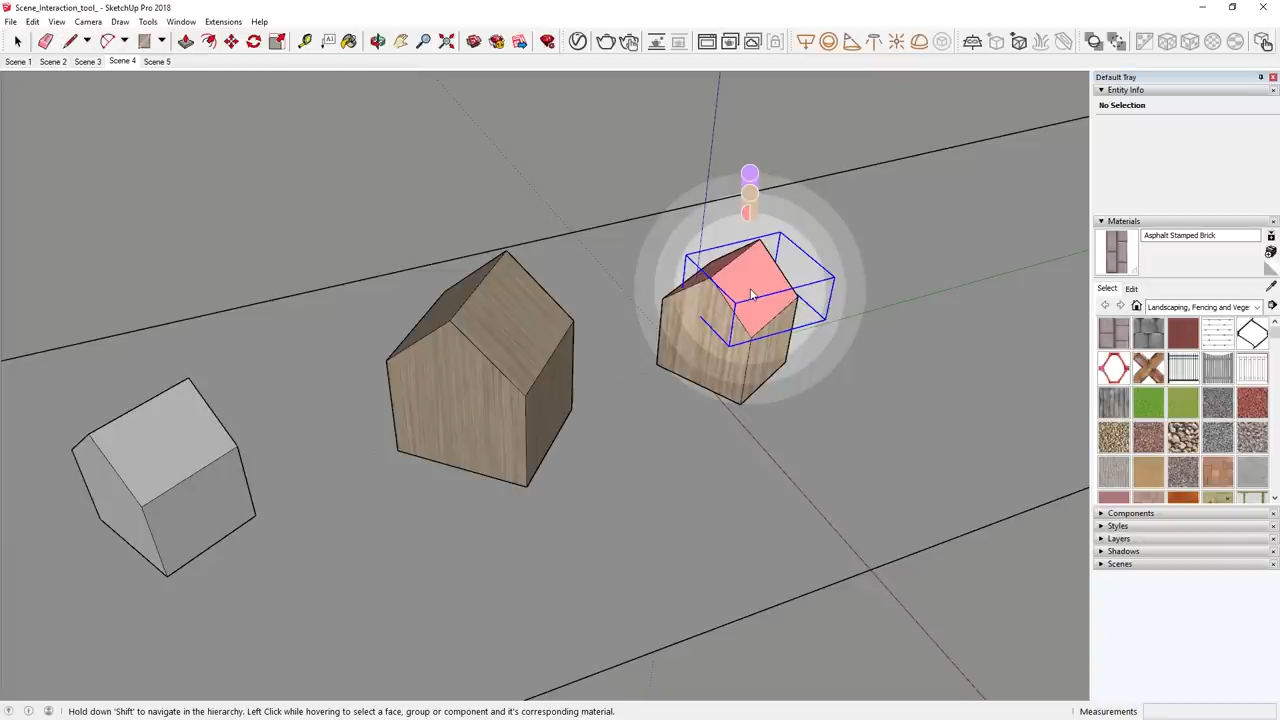 Scene_Interaction_tool_ - SketchUp Pro 2018
File Edit View Camera Draw Tools Window Extensions Help
Scene 1 Scene 2 Scene 3 Scene 4 Scene 5
Default Tray
Entity Info
No Selection
Materials
Asphalt Stamped Brick
Select Edit
Landscaping, Fencing and Vege
Components
Styles
Layers
Shadows
Scenes
Hold down 'Shift' to navigate in the hierarchy. Left Click while hovering to select a face, group or component and it's corresponding material.
Measurements